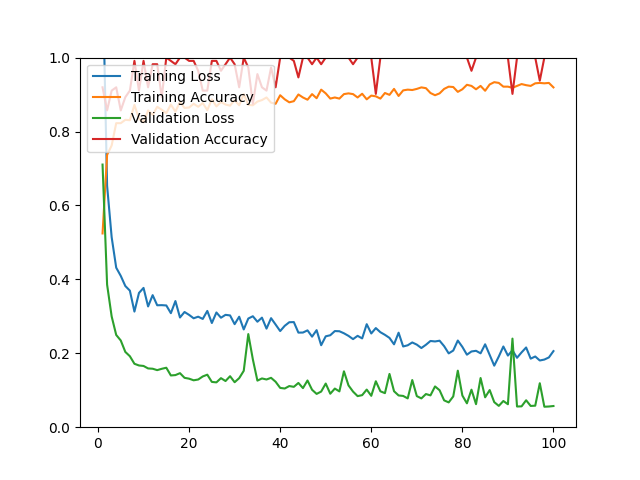 1.0
0.8
0.6
0.4
0.2
0.0
Training Loss
Training Accuracy
Validation Loss
Validation Accuracy
0 20 40 60 80 100